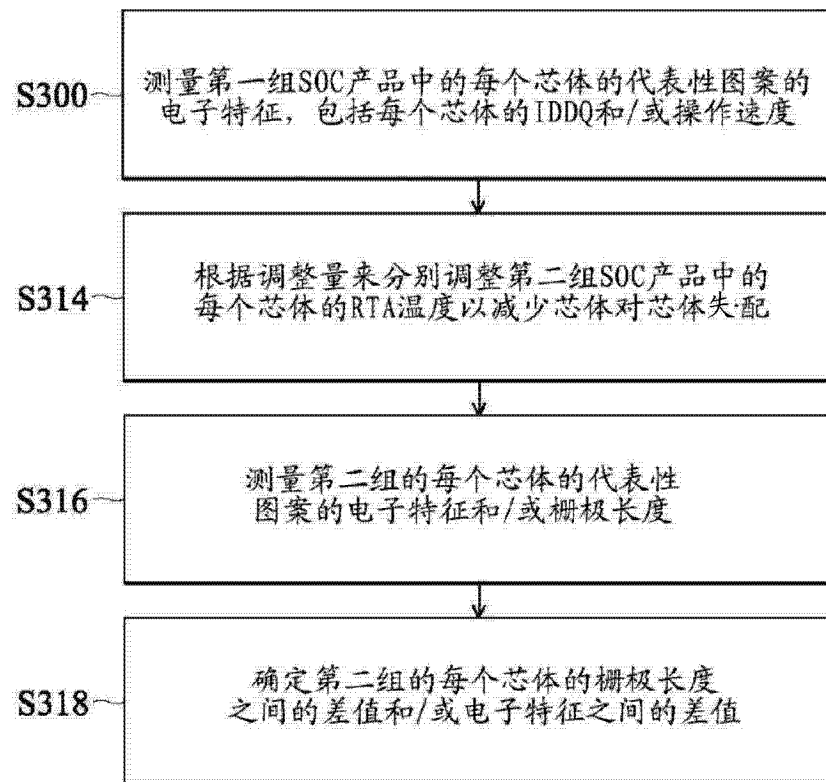 S300
测量第一组SOC产品中的每个芯体的代表性图案的
电子特征，包括每个芯体的IDDQ和/或操作速度
S314
根据调整量来分别调整第二组SOC产品中的
每个芯体的RTA温度以减少芯体对芯体失配
S316
测量第二组的每个芯体的代表性
图案的电子特征和/或栅极长度
S318
确定第二组的每个芯体的栅极长度
之间的差值和/或电子特征之间的差值